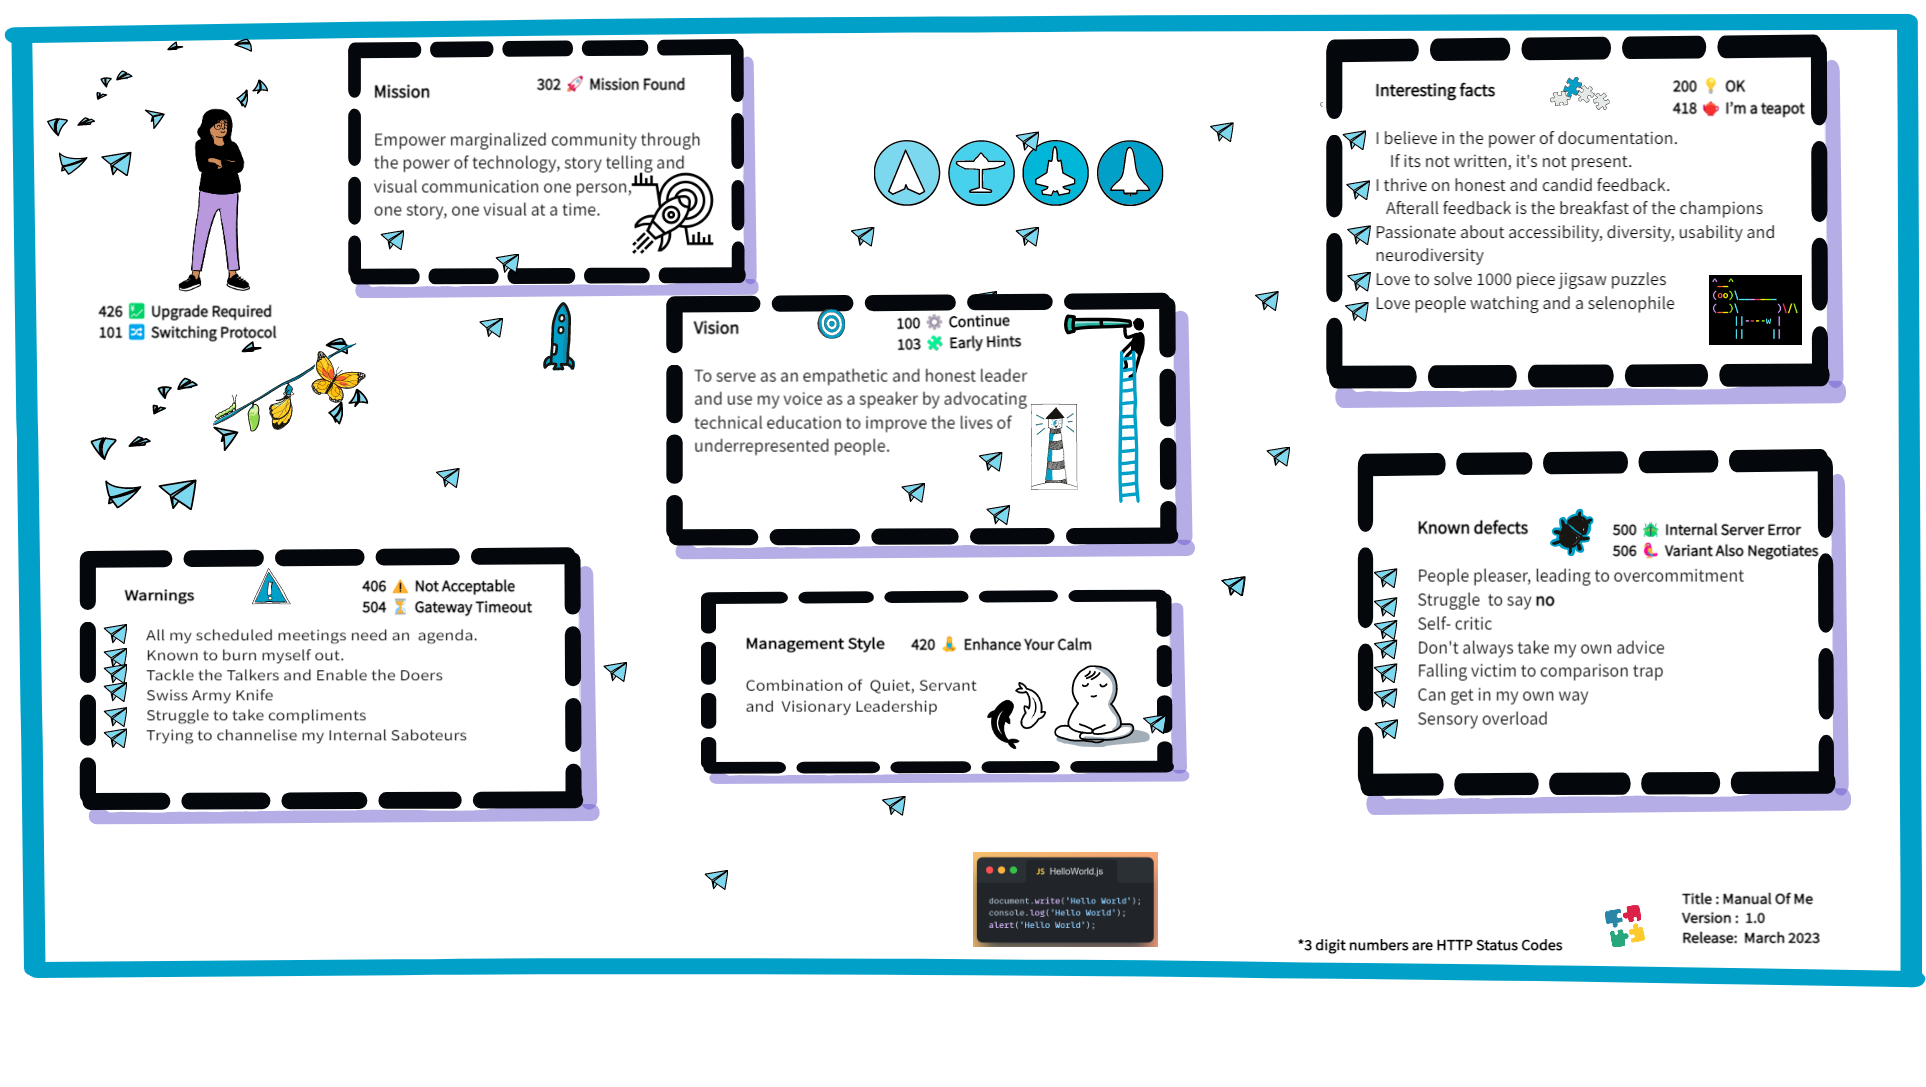 Mission
302 🚀 Mission Found
Empower marginalized community through
the power of technology, story telling and
visual communication one person,
one story, one visual at a time.
426 Upgrade Required
101 🔀 Switching Protocol
Vision
100 ⚙️ Continue
103 🧩 Early Hints
To serve as an empathetic and honest leader
and use my voice as a speaker by advocating
technical education to improve the lives of
underrepresented people.
Interesting facts
200 💡 OK
418 🫖 I'm a teapot
I believe in the power of documentation.
If its not written, it's not present.
I thrive on honest and candid feedback.
Afterall feedback is the breakfast of the champions
Passionate about accessibility, diversity, usability and
neurodiversity
Love to solve 1000 piece jigsaw puzzles
Love people watching and a selenophile
^__^
(oo)\_______
(__)\       )\/\
||----w |
||     ||
Warnings
406 ⚠️ Not Acceptable
504 ⏳ Gateway Timeout
All my scheduled meetings need an  agenda.
Known to burn myself out.
Tackle the Talkers and Enable the Doers
Swiss Army Knife
Struggle to take compliments
Trying to channelise my Internal Saboteurs
Management Style
420 🧘 Enhance Your Calm
Combination of  Quiet, Servant
and  Visionary Leadership
Known defects
500 🪲 Internal Server Error
506 Variant Also Negotiates
People pleaser, leading to overcommitment
Struggle  to say no
Self- critic
Don't always take my own advice
Falling victim to comparison trap
Can get in my own way
Sensory overload
JS HelloWorld.js
document.write('Hello World');
console.log('Hello World');
alert('Hello World');
*3 digit numbers are HTTP Status Codes
Title : Manual Of Me
Version :  1.0
Release:  March 2023